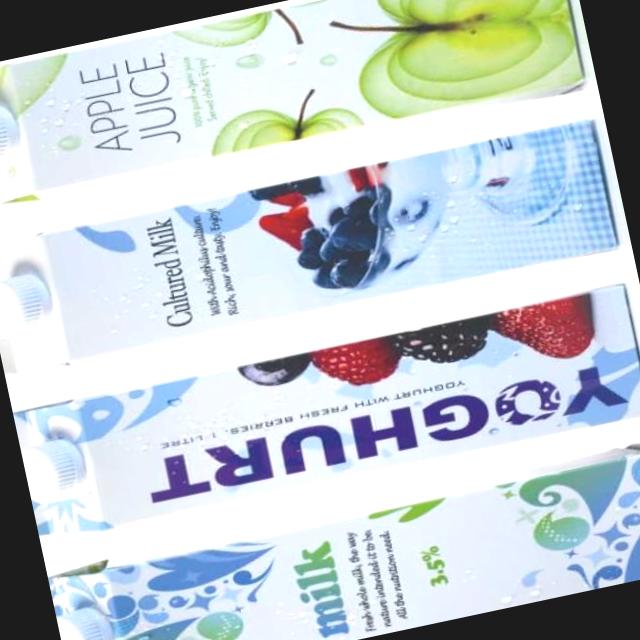 APPLE
JUICE
Cultured Milk
With Acidophilus culture.
Rich, sour and tasty. Enjoy!
YOGHURT
YOGHURT WITH FRESH BERRIES. 1 LITRE
milk
Fresh whole milk, the way
nature intended it to be.
All the nutrition need.
3.5%